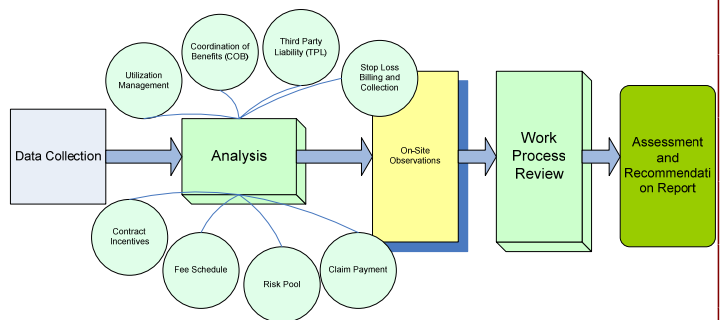 Third Party
Liability (TPL)
Coordination of
Benefits (COB)
Utilization
Management
Stop Loss
Billing and
Collection
Data Collection
Analysis
On-Site
Observations
Work
Process
Review
Assessment
and
Recommendati
on Report
Contract
Incentives
Fee Schedule
Risk Pool
Claim Payment